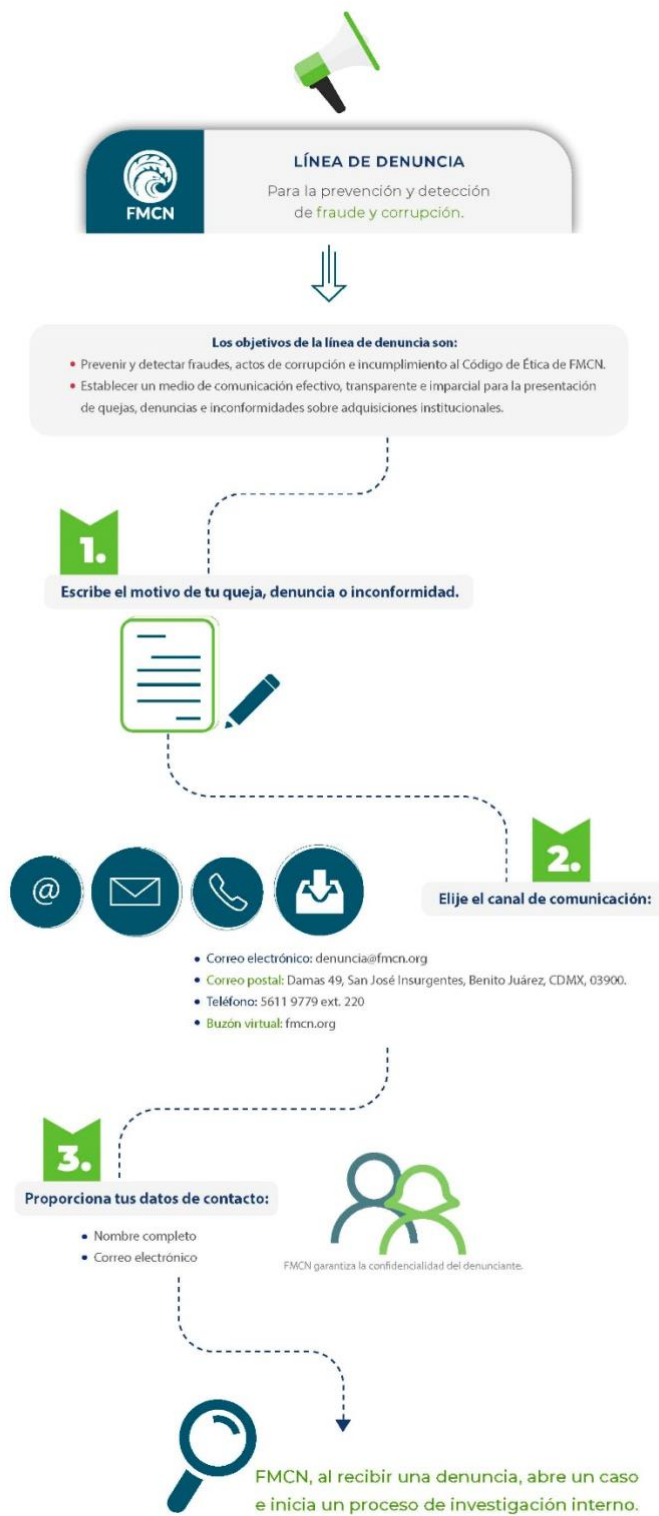 FMCN
LÍNEA DE DENUNCIA
Para la prevención y detección
de fraude y corrupción.
Los objetivos de la línea de denuncia son:
• Prevenir y detectar fraudes, actos de corrupción e incumplimiento al Código de Ética de FMCN.
• Establecer un medio de comunicación efectivo, transparente e imparcial para la presentación
de quejas, denuncias e inconformidades sobre adquisiciones institucionales.
1.
Escribe el motivo de tu queja, denuncia o inconformidad.
2.
@
Elije el canal de comunicación:
• Correo electrónico: denuncia@fmcn.org
• Correo postal: Damas 49, San José Insurgentes, Benito Juárez, CDMX, 03900.
• Teléfono: 5611 9779 ext. 220
• Buzón virtual: fmcn.org
3.
Proporciona tus datos de contacto:
• Nombre completo
• Correo electrónico
FMCN garantiza la confidencialidad del denunciante.
FMCN, al recibir una denuncia, abre un caso
e inicia un proceso de investigación interno.